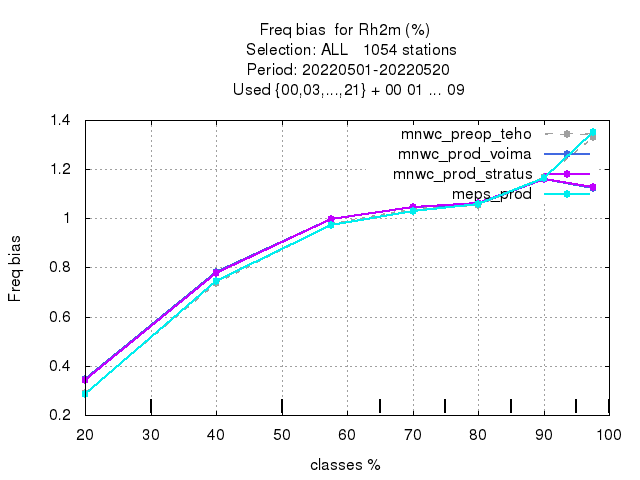 Freq bias  for Rh2m (%)
Selection: ALL   1054 stations
Period: 20220501-20220520
Used {00,03,...,21} + 00 01 ... 09
mnwc_preop_teho
mnwc_prod_voima
mnwc_prod_stratus
meps_prod
1.4
1.2
1
0.8
0.6
0.4
0.2
Freq bias
20 30 40 50 60 70 80 90 100
classes %